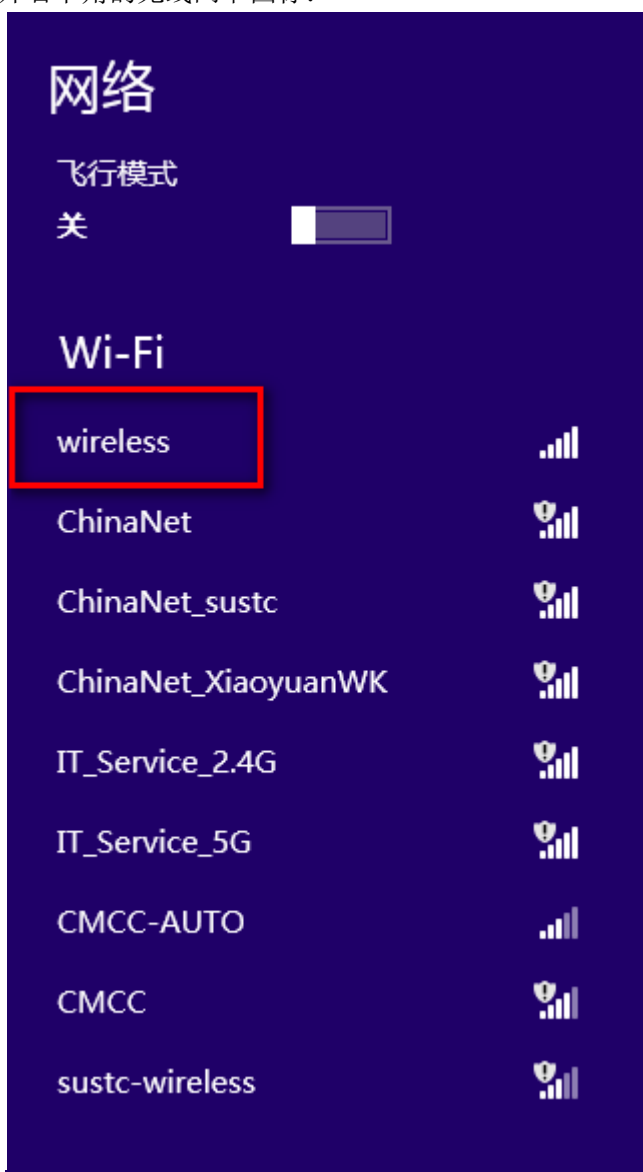 网络
飞行模式
关
Wi-Fi
wireless
ChinaNet
ChinaNet_sustc
ChinaNet_XiaoyuanWK
IT_Service_2.4G
IT_Service_5G
CMCC-AUTO
CMCC
sustc-wireless